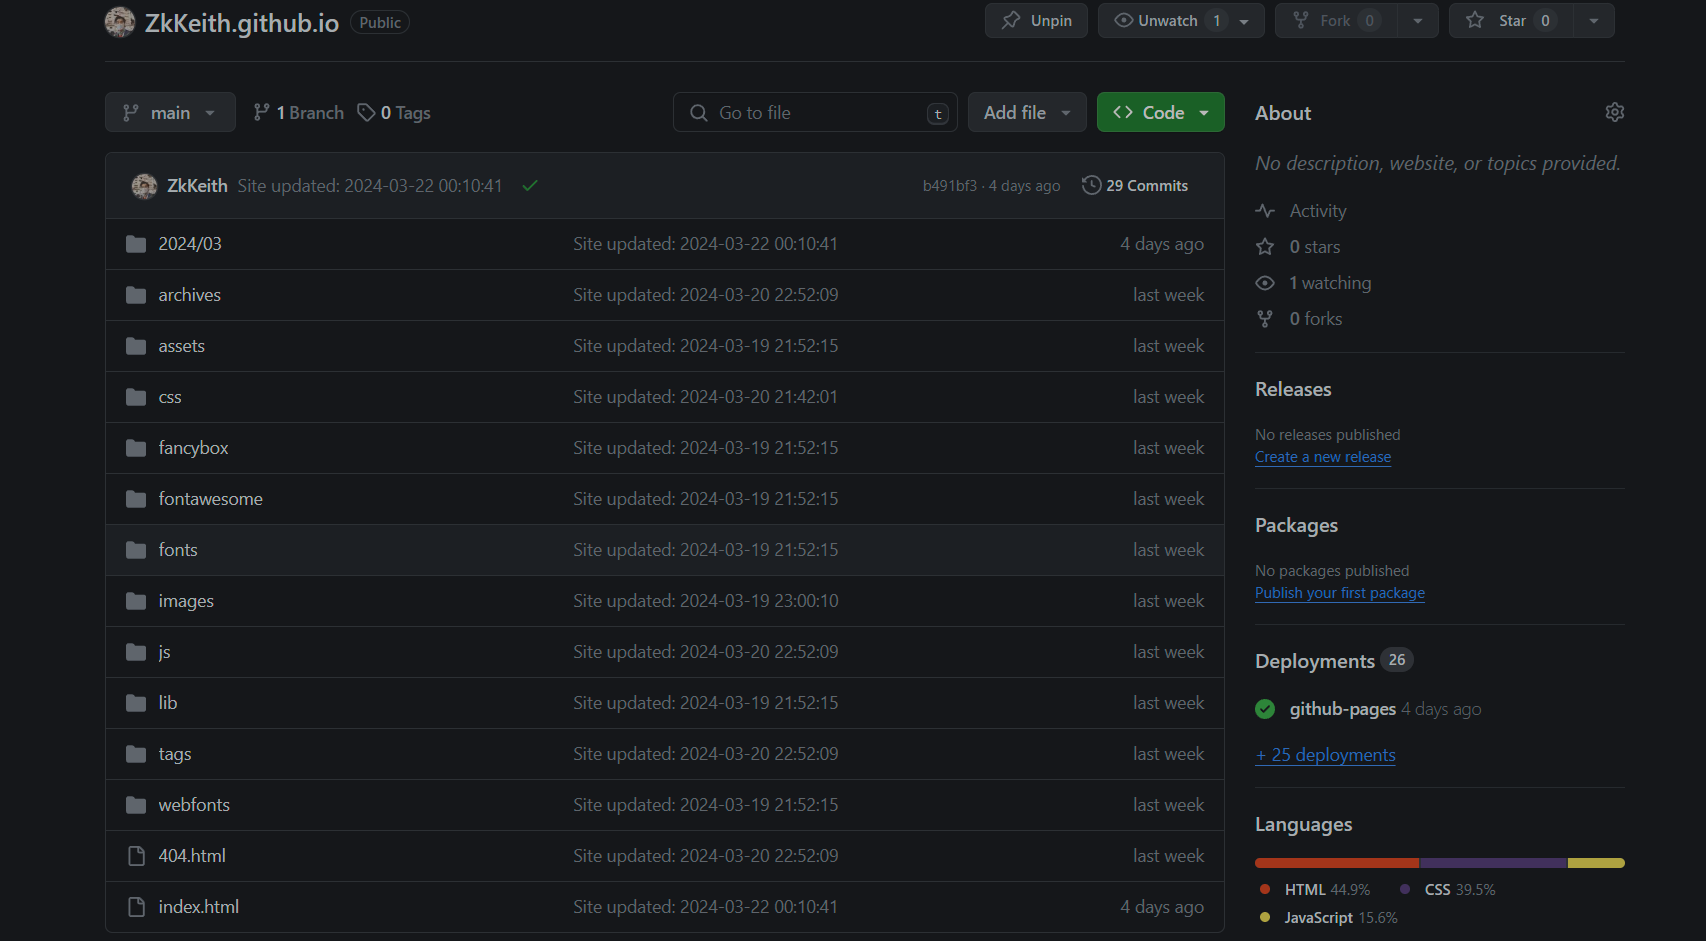 ZkKeith.github.io Public Unpin Unwatch 1 Fork 0 Star 0
main 1 Branch 0 Tags Go to file t Add file Code
ZkKeith Site updated: 2024-03-22 00:10:41 b491bf3 · 4 days ago 29 Commits
2024/03 Site updated: 2024-03-22 00:10:41 4 days ago
archives Site updated: 2024-03-20 22:52:09 last week
assets Site updated: 2024-03-19 21:52:15 last week
css Site updated: 2024-03-20 21:42:01 last week
fancybox Site updated: 2024-03-19 21:52:15 last week
fontawesome Site updated: 2024-03-19 21:52:15 last week
fonts Site updated: 2024-03-19 21:52:15 last week
images Site updated: 2024-03-19 23:00:10 last week
js Site updated: 2024-03-20 22:52:09 last week
lib Site updated: 2024-03-19 21:52:15 last week
tags Site updated: 2024-03-20 22:52:09 last week
webfonts Site updated: 2024-03-19 21:52:15 last week
404.html Site updated: 2024-03-20 22:52:09 last week
index.html Site updated: 2024-03-22 00:10:41 4 days ago
About
No description, website, or topics provided.
Activity
0 stars
1 watching
0 forks
Releases
No releases published
Create a new release
Packages
No packages published
Publish your first package
Deployments 26
github-pages 4 days ago
+ 25 deployments
Languages
HTML 44.9% CSS 39.5%
JavaScript 15.6%